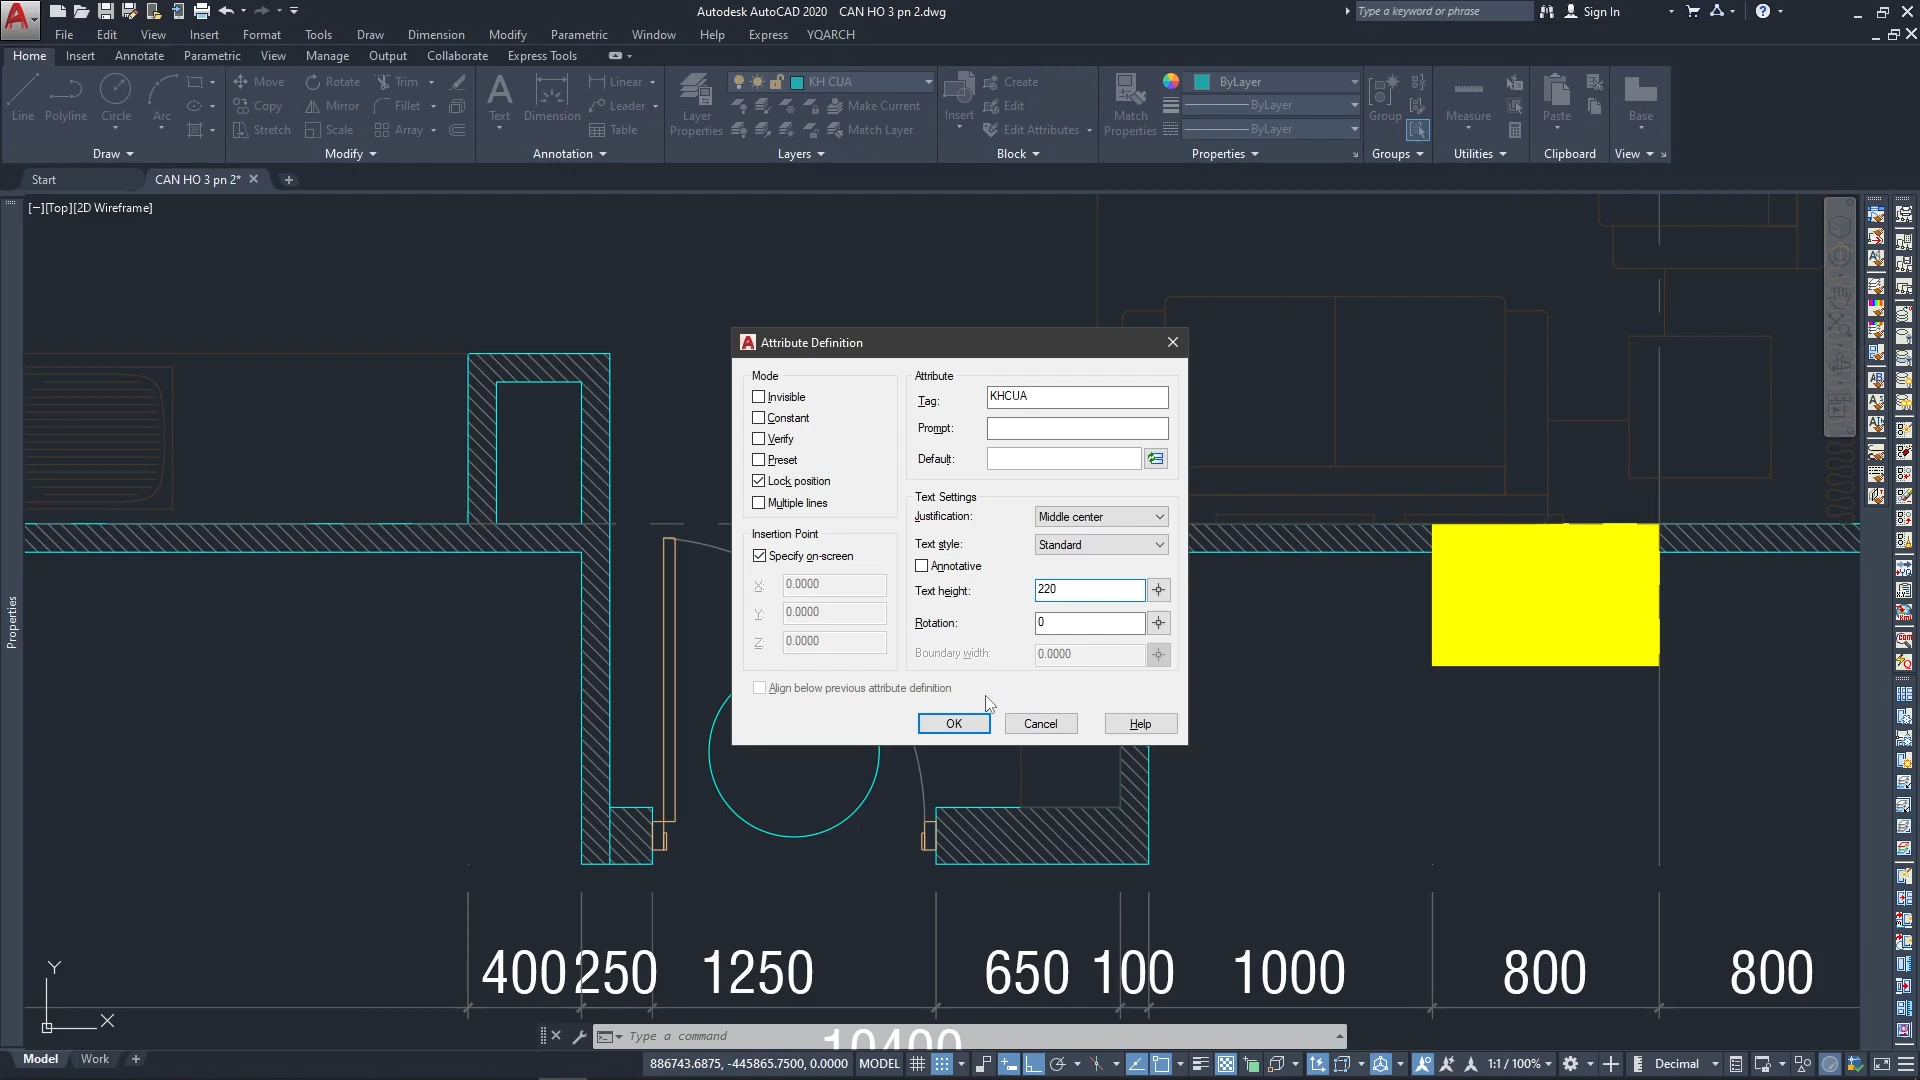 Autodesk AutoCAD 2020 CAN HO 3 pn 2.dwg
Type a keyword or phrase
Sign In
File Edit View Insert Format Tools Draw Dimension Modify Parametric Window Help Express YQARCH
Home Insert Annotate Parametric View Manage Output Collaborate Express Tools
Line
Polyline
Circle
Arc
Move
Copy
Stretch
Rotate
Mirror
Scale
Trim
Fillet
Array
Text
Dimension
Linear
Leader
Table
Layer
Properties
KH CUA
Make Current
Match Layer
Insert
Create
Edit
Edit Attributes
Match
Properties
ByLayer
ByLayer
ByLayer
Group
Measure
Paste
Base
Draw Modify Annotation Layers Block Properties Groups Utilities Clipboard View
Start
CAN HO 3 pn 2*
[−][Top][2D Wireframe]
Properties
Attribute Definition
Mode
Invisible
Constant
Verify
Preset
Lock position
Multiple lines
Insertion Point
Specify on-screen
X: 0.0000
Y: 0.0000
Z: 0.0000
Align below previous attribute definition
Attribute
Tag: KHCUA
Prompt:
Default:
Text Settings
Justification: Middle center
Text style: Standard
Annotative
Text height: 220
Rotation: 0
Boundary width: 0.0000
OK Cancel Help
400 250 1250 650 100 1000 800 800
10400
Y
X
Type a command
Model Work
886743.6875, -445865.7500, 0.0000 MODEL
1:1 / 100%
Decimal